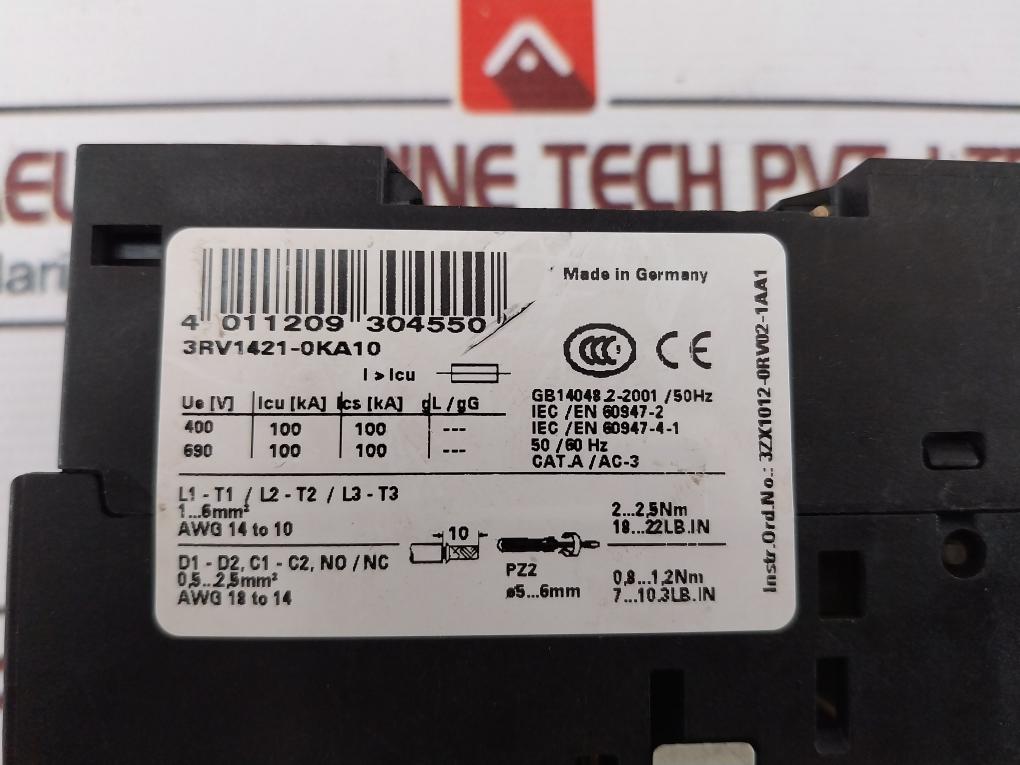 TECH PVT
Made in Germany
4 011209 304550
3RV1421-0KA10
I > Icu
Ue [V] Icu [kA] Ics [kA] gL / gG
400 100 100 ---
690 100 100 ---
GB14048.2-2001 /50Hz
IEC /EN 60947-2
IEC /EN 60947-4-1
50 /60 Hz
CAT.A /AC-3
CCC CE
L1 - T1 / L2 - T2 / L3 - T3
1...6mm²
AWG 14 to 10
2...2,5Nm
18...22LB.IN
10
D1 - D2, C1 - C2, NO / NC
0,5...2,5mm²
AWG 18 to 14
PZ2
ø5...6mm
0,8...1,2Nm
7...10.3LB.IN
Instr.Ord.No.: 3ZX1012-0RV02-1AA1